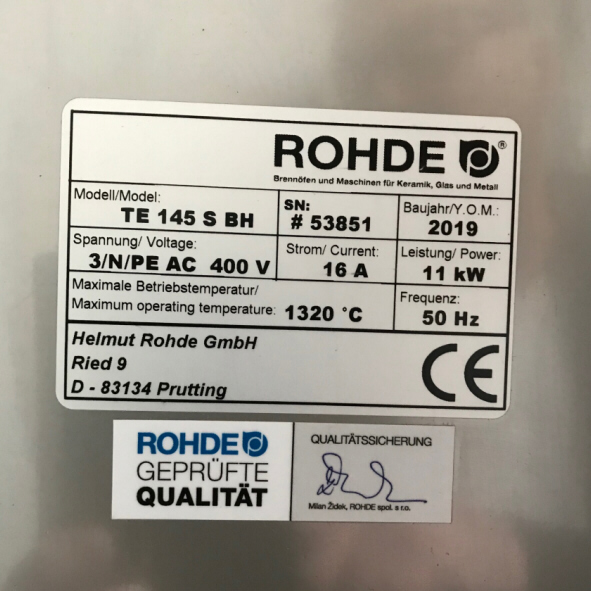 ROHDE ®
Brennöfen und Maschinen für Keramik, Glas und Metall
Modell/Model:
TE 145 S BH
SN:
# 53851
Baujahr/Y.O.M.:
2019
Spannung/ Voltage:
3/N/PE AC 400 V
Strom/ Current:
16 A
Leistung/ Power:
11 kW
Maximale Betriebstemperatur/
Maximum operating temperature: 1320 °C
Frequenz:
50 Hz
Helmut Rohde GmbH
Ried 9
D - 83134 Prutting
CE
ROHDE
GEPRÜFTE
QUALITÄT
QUALITÄTSSICHERUNG
Milan Židek, ROHDE spol. s r.o.